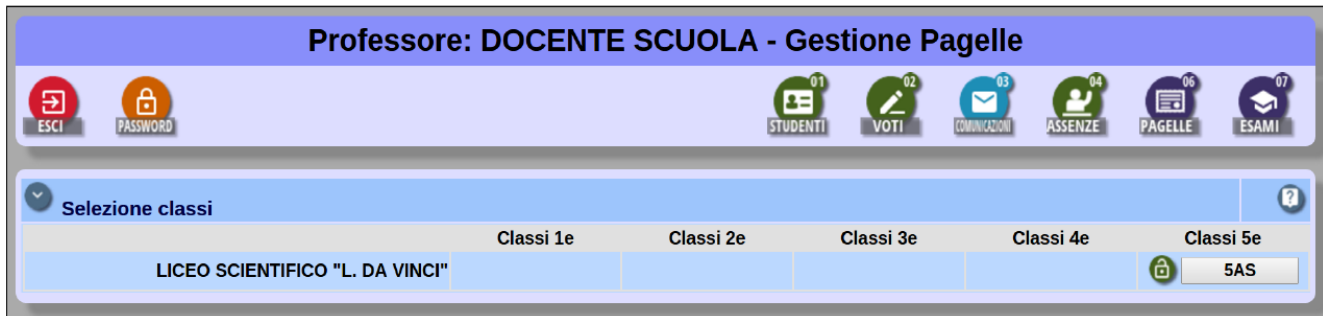 Professore: DOCENTE SCUOLA - Gestione Pagelle
01 02 03 04 06 07
ESCI PASSWORD STUDENTI VOTI COMUNICAZIONI ASSENZE PAGELLE ESAMI
Selezione classi ?
Classi 1e Classi 2e Classi 3e Classi 4e Classi 5e
LICEO SCIENTIFICO "L. DA VINCI" 5AS